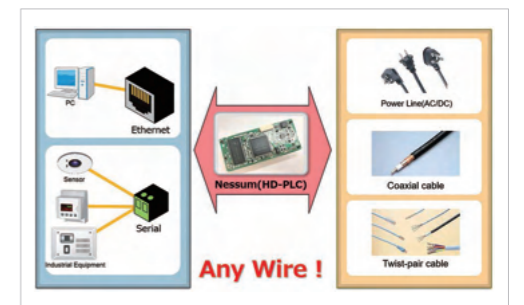 PC
Ethernet
Sensor
Serial
Industrial Equipment
Nessum(HD-PLC)
Any Wire !
Power Line(AC/DC)
Coaxial cable
Twist-pair cable